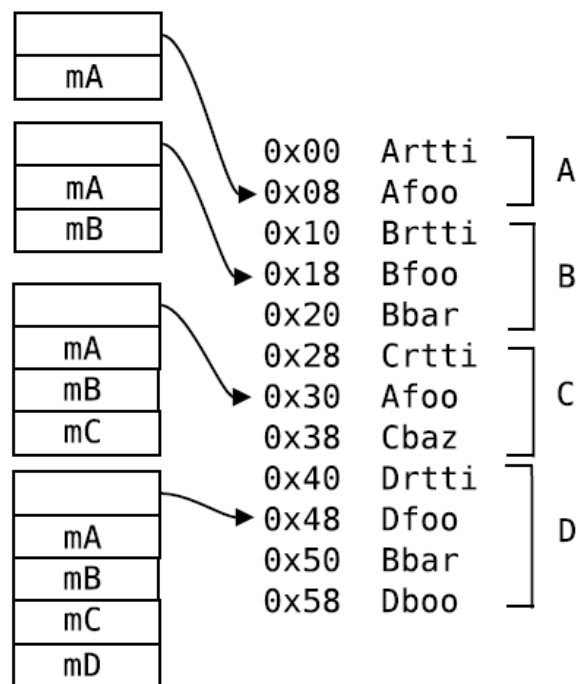 mA
mA
mB
mA
mB
mC
mA
mB
mC
mD
0x00 Artti
0x08 Afoo
A
0x10 Brtti
0x18 Bfoo
B
0x20 Bbar
0x28 Crtti
0x30 Afoo
C
0x38 Cbaz
0x40 Drtti
0x48 Dfoo
D
0x50 Bbar
0x58 Dboo